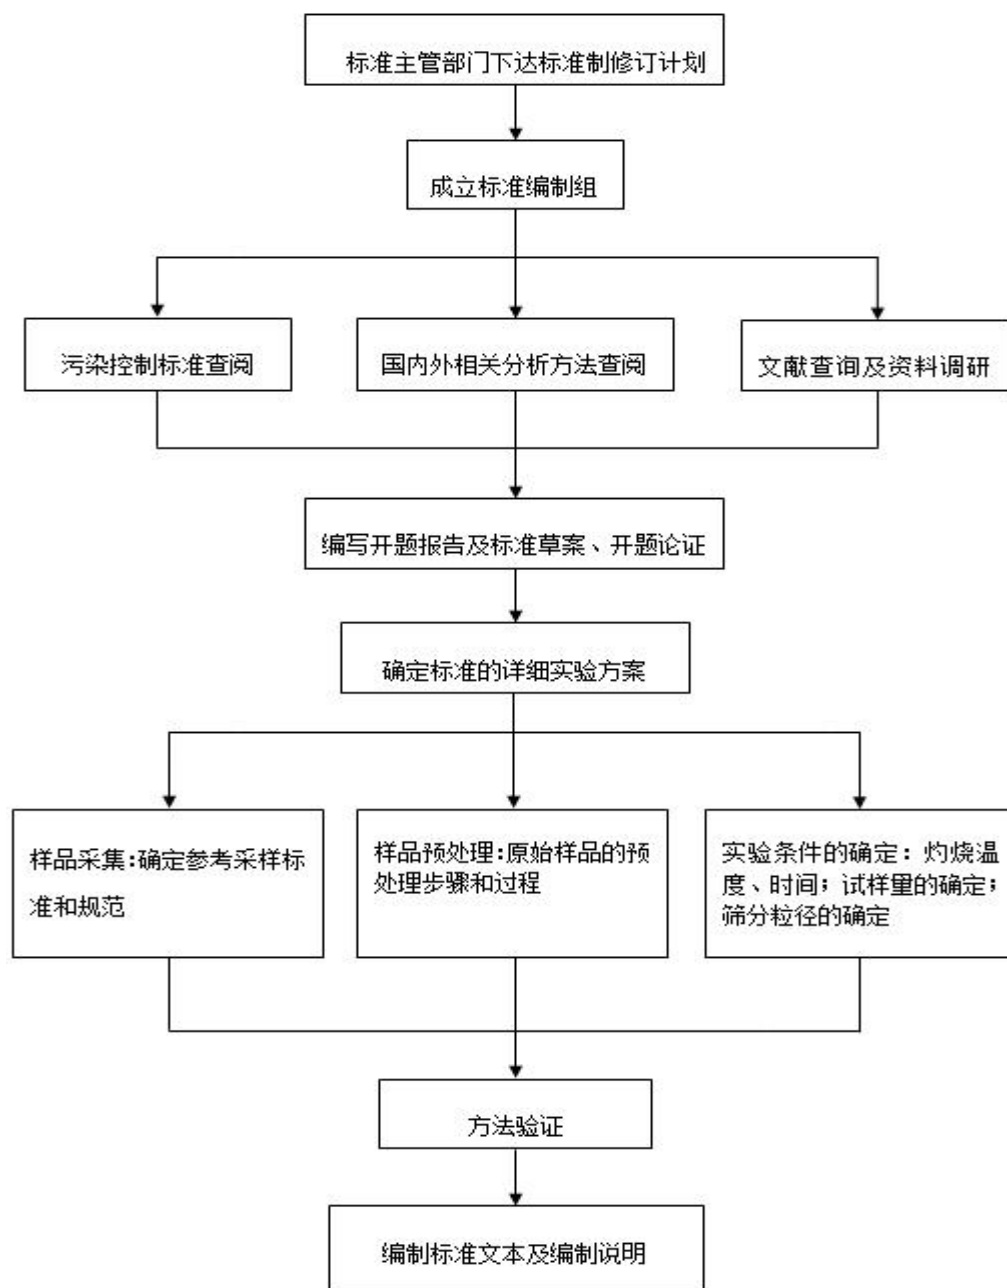 标准主管部门下达标准制修订计划
成立标准编制组
污染控制标准查阅
国内外相关分析方法查阅
文献查询及资料调研
编写开题报告及标准草案、开题论证
确定标准的详细实验方案
样品采集:确定参考采样标
准和规范
样品预处理:原始样品的预
处理步骤和过程
实验条件的确定：灼烧温
度、时间；试样量的确定；
筛分粒径的确定
方法验证
编制标准文本及编制说明